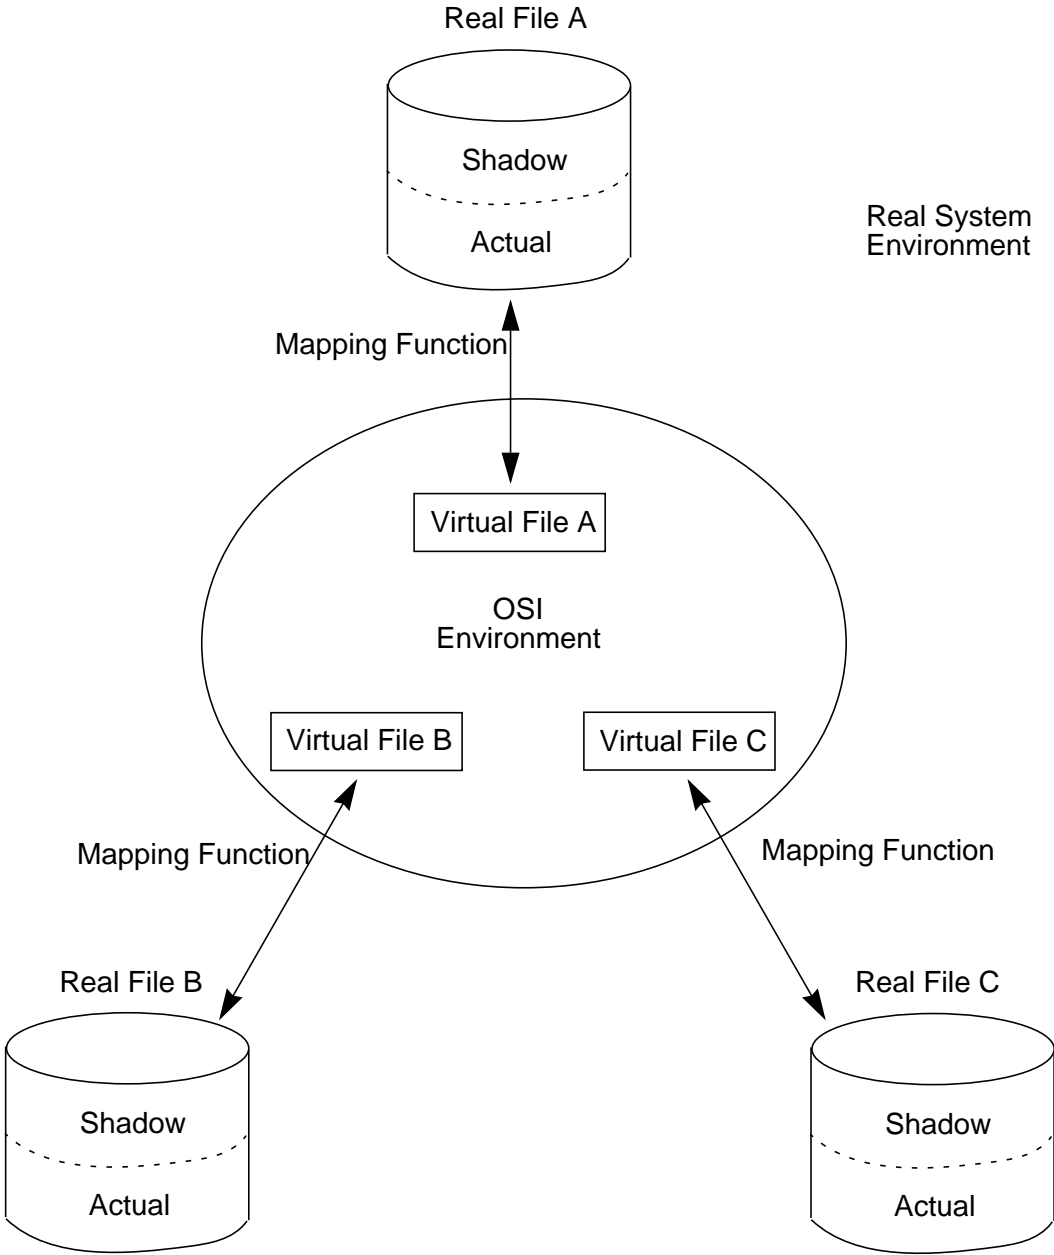 Real File A
Shadow
Actual
Real System
Environment
Mapping Function
Virtual File A
OSI
Environment
Virtual File B
Virtual File C
Mapping Function
Mapping Function
Real File B
Real File C
Shadow
Actual
Shadow
Actual